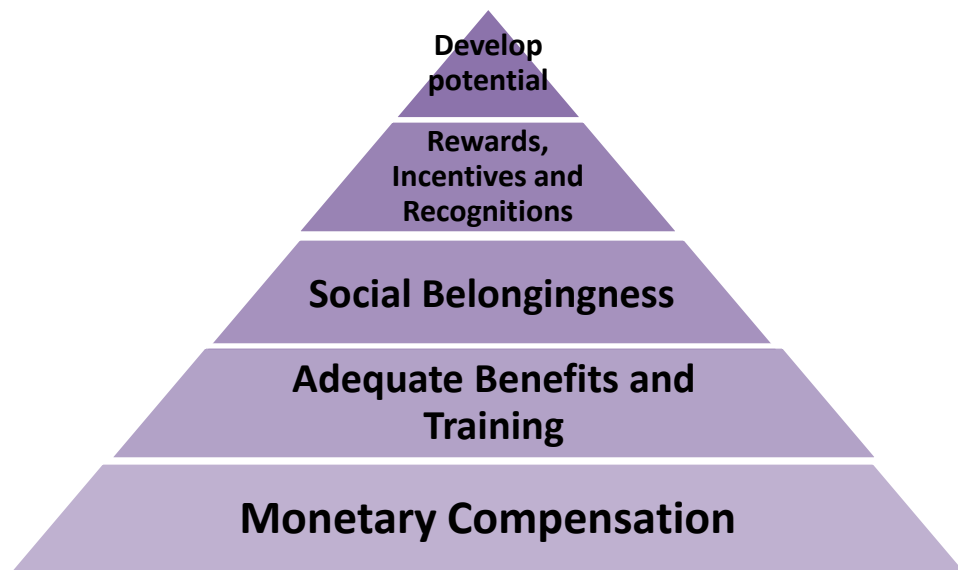 Develop
potential
Rewards,
Incentives and
Recognitions
Social Belongingness
Adequate Benefits and
Training
Monetary Compensation